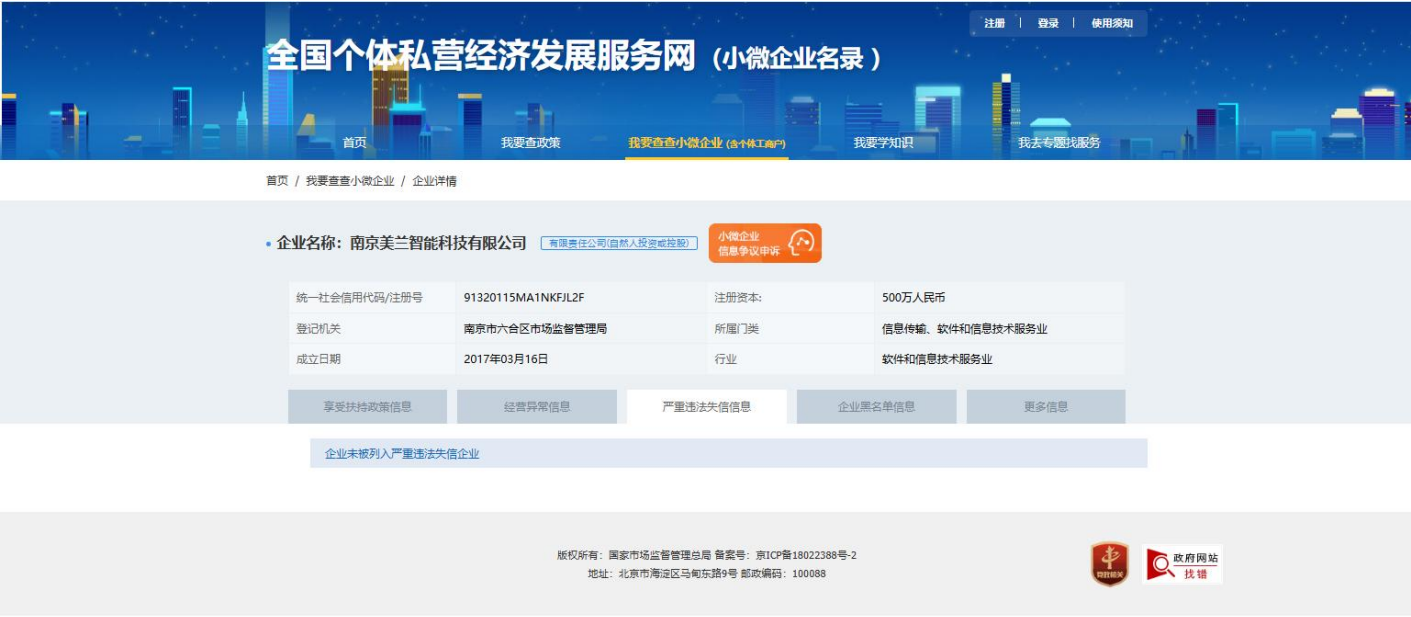 注册 | 登录 | 使用须知
全国个体私营经济发展服务网（小微企业名录）
首页 我要查政策 我要查查小微企业 (含个体工商户) 我要学知识 我去专题找服务
首页 / 我要查查小微企业 / 企业详情
企业名称：南京美兰智能科技有限公司 有限责任公司(自然人投资或控股)
小微企业
信息争议申诉
统一社会信用代码/注册号 91320115MA1NKFJL2F 注册资本: 500万人民币
登记机关 南京市六合区市场监督管理局 所属门类 信息传输、软件和信息技术服务业
成立日期 2017年03月16日 行业 软件和信息技术服务业
享受扶持政策信息 经营异常信息 严重违法失信信息 企业黑名单信息 更多信息
企业未被列入严重违法失信企业
版权所有：国家市场监督管理总局 备案号：京ICP备18022388号-2
地址：北京市海淀区马甸东路9号 邮政编码：100088
党政机关
政府网站
找错